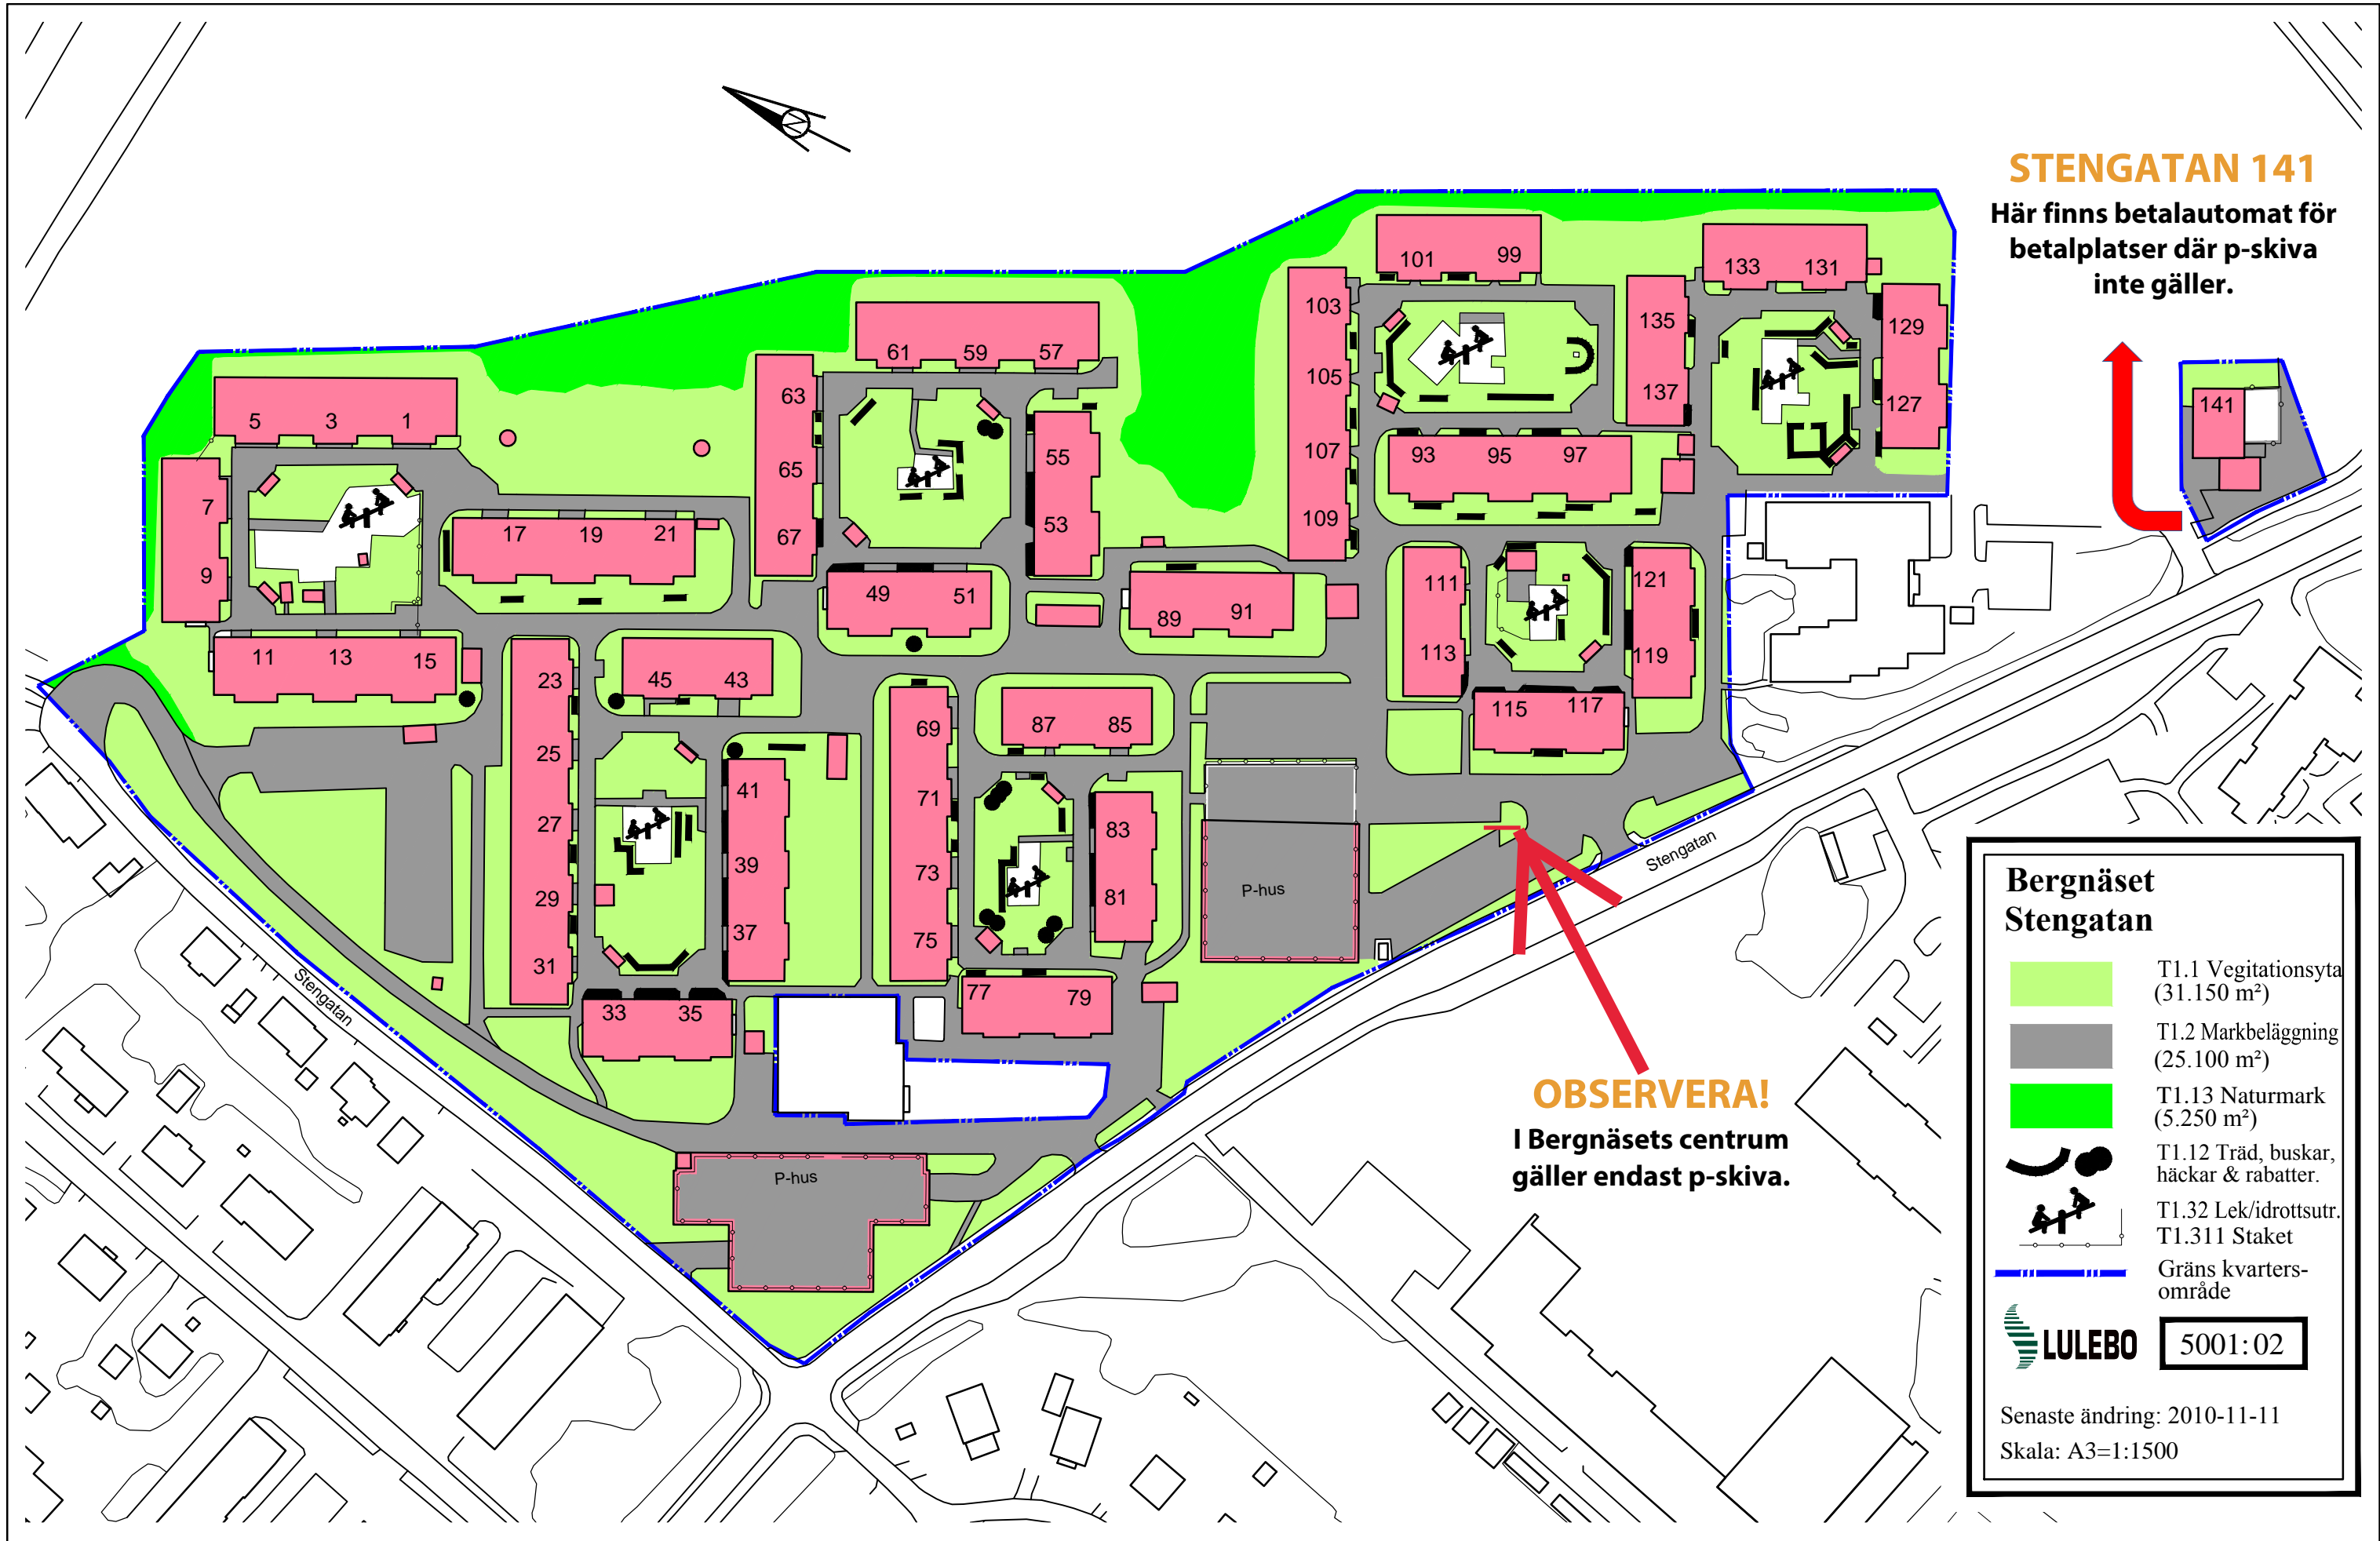 N
STENGATAN 141
Här finns betalautomat för
betalplatser där p-skiva
inte gäller.
101
99
133
131
103
135
129
61
59
57
105
137
127
63
141
5
3
1
107
93
95
97
65
55
7
109
17
19
21
67
53
9
111
121
49
51
89
91
11
13
15
113
119
23
45
43
115
117
69
87
85
25
41
71
27
83
39
73
29
81
P-hus
37
75
31
77
79
33
35
Stengatan
Stengatan
P-hus
OBSERVERA!
I Bergnäsets centrum
gäller endast p-skiva.
Bergnäset
Stengatan
T1.1 Vegitationsyta
(31.150 m²)
T1.2 Markbeläggning
(25.100 m²)
T1.13 Naturmark
(5.250 m²)
T1.12 Träd, buskar,
häckar & rabatter.
T1.32 Lek/idrottsutr.
T1.311 Staket
Gräns kvarters-
område
LULEBO
5001:02
Senaste ändring: 2010-11-11
Skala: A3=1:1500